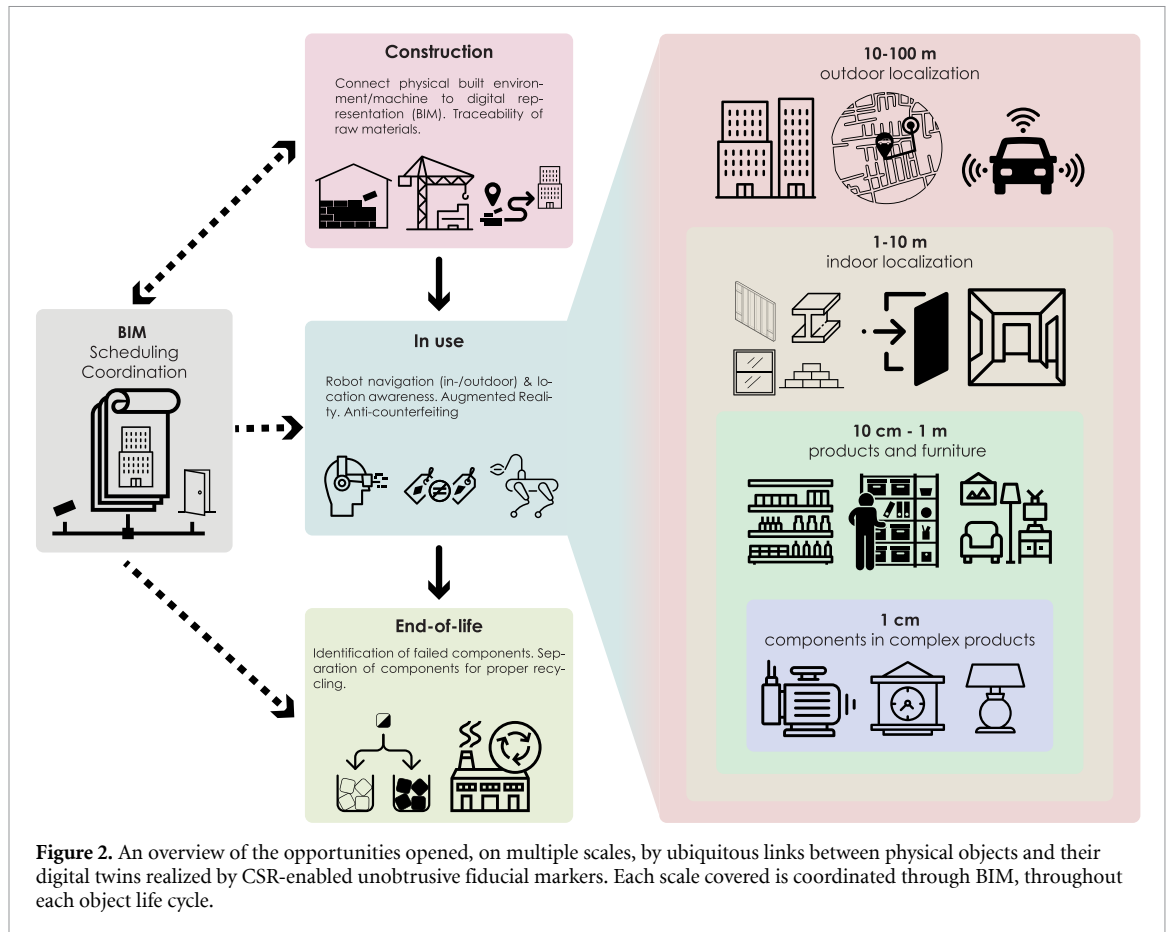 Construction
Connect physical built environ-
ment/machine to digital rep-
resentation (BIM). Traceability of
raw materials.
BIM
Scheduling
Coordination
In use
Robot navigation (in-/outdoor) & lo-
cation awareness. Augmented Reali-
ty. Anti-counterfeiting
End-of-life
Identification of failed components. Sep-
aration of components for proper recy-
cling.
10-100 m
outdoor localization
1-10 m
indoor localization
10 cm - 1 m
products and furniture
1 cm
components in complex products
Figure 2. An overview of the opportunities opened, on multiple scales, by ubiquitous links between physical objects and their
digital twins realized by CSR-enabled unobtrusive fiducial markers. Each scale covered is coordinated through BIM, throughout
each object life cycle.